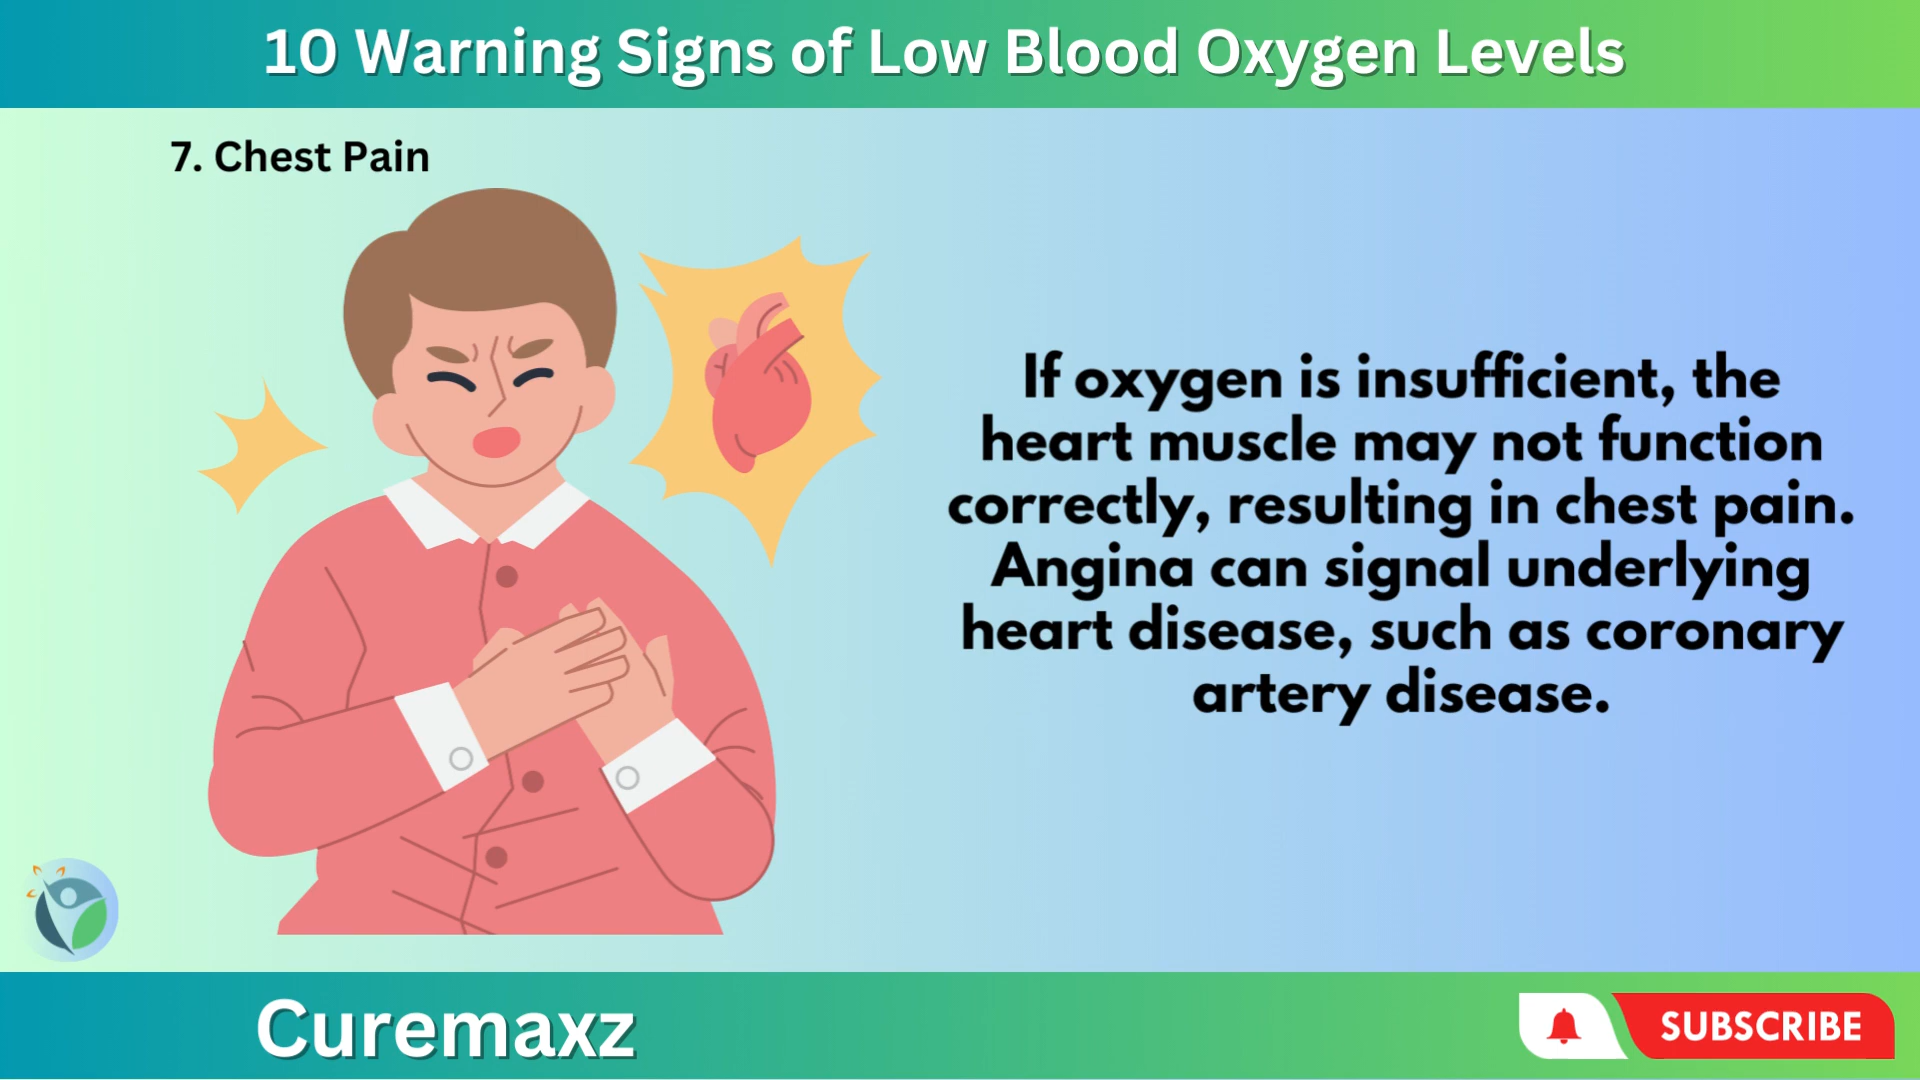 10 Warning Signs of Low Blood Oxygen Levels
7. Chest Pain
If oxygen is insufficient, the
heart muscle may not function
correctly, resulting in chest pain.
Angina can signal underlying
heart disease, such as coronary
artery disease.
Curemaxz
SUBSCRIBE